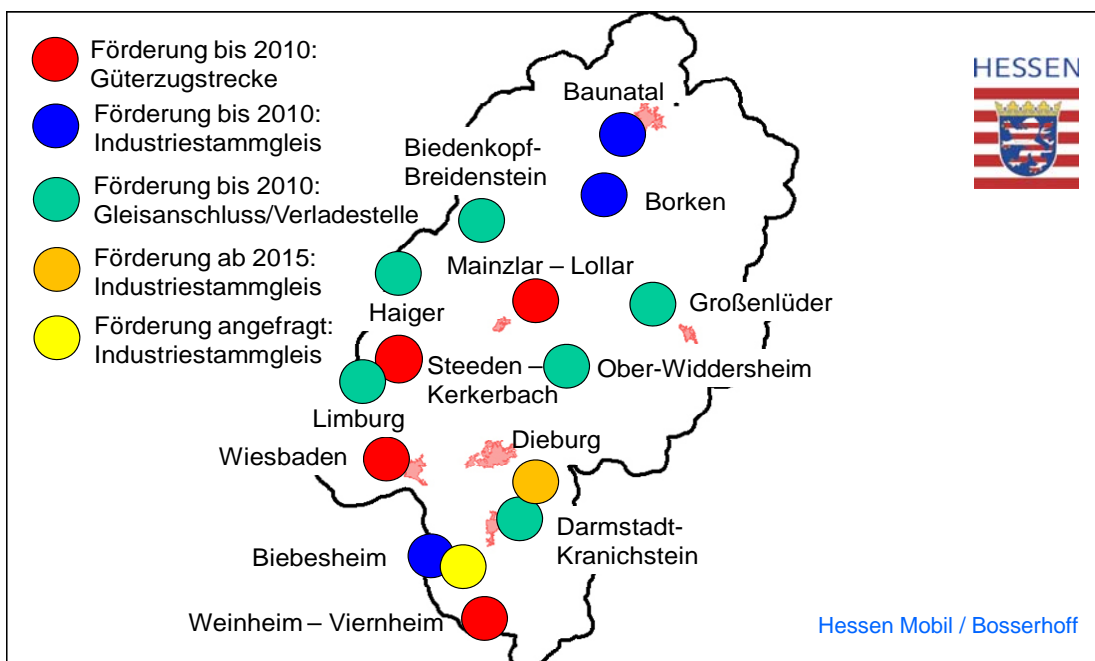 Förderung bis 2010:
Güterzugstrecke
Förderung bis 2010:
Industriestammgleis
Förderung bis 2010:
Gleisanschluss/Verladestelle
Förderung ab 2015:
Industriestammgleis
Förderung angefragt:
Industriestammgleis
HESSEN
Baunatal
Biedenkopf-
Breidenstein
Borken
Mainzlar – Lollar
Großenlüder
Haiger
Steeden –
Kerkerbach
Ober-Widdersheim
Limburg
Dieburg
Wiesbaden
Darmstadt-
Kranichstein
Biebesheim
Weinheim – Viernheim
Hessen Mobil / Bosserhoff